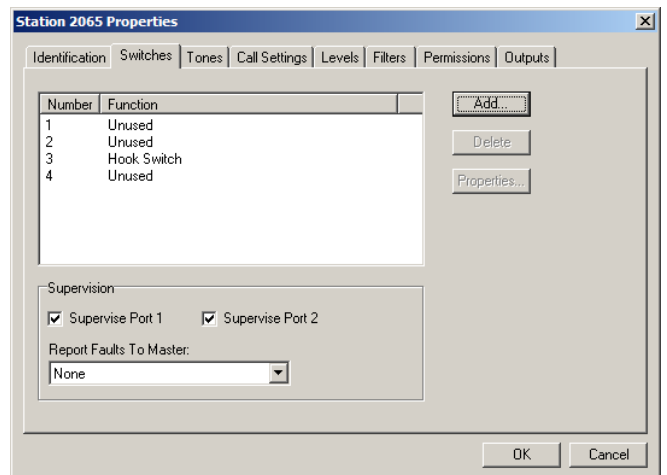 Station 2065 Properties
Identification Switches Tones Call Settings Levels Filters Permissions Outputs
Number Function
1 Unused
2 Unused
3 Hook Switch
4 Unused
Add...
Delete
Properties...
Supervision
Supervise Port 1 Supervise Port 2
Report Faults To Master:
None
OK Cancel